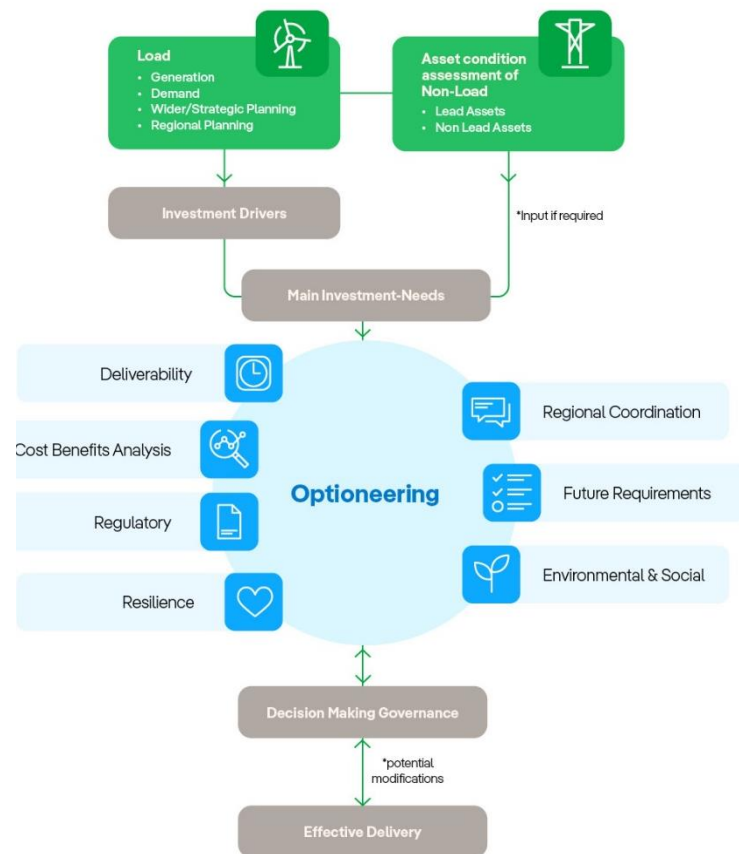 Load
• Generation
• Demand
• Wider/Strategic Planning
• Regional Planning
Asset condition
assessment of
Non-Load
• Lead Assets
• Non Lead Assets
Investment Drivers
*Input if required
Main Investment-Needs
Deliverability
Cost Benefits Analysis
Regulatory
Resilience
Optioneering
Regional Coordination
Future Requirements
Environmental & Social
Decision Making Governance
*potential
modifications
Effective Delivery